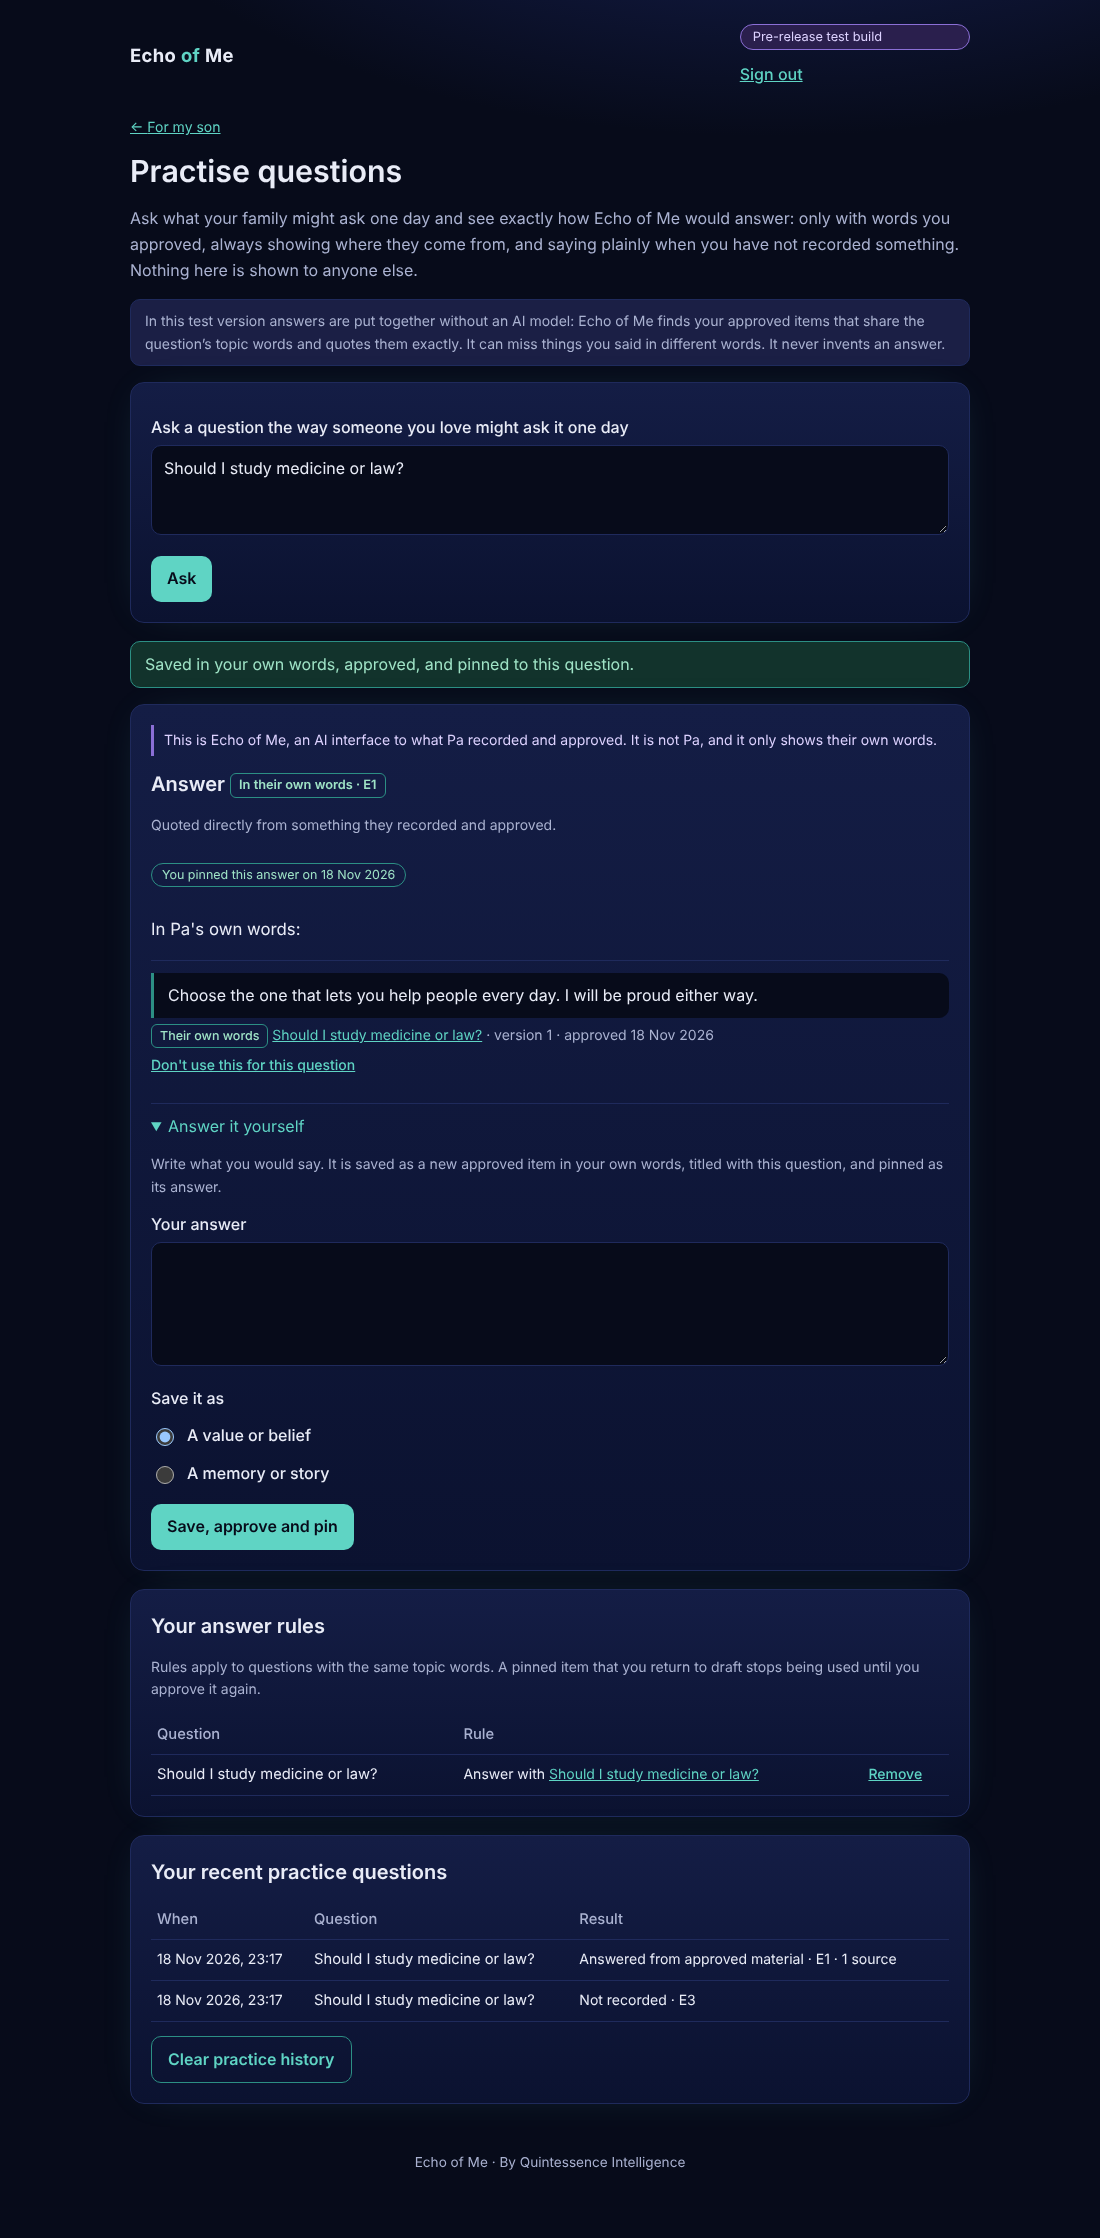 Echo of Me
Pre-release test build
Sign out
← For my son
Practise questions
Ask what your family might ask one day and see exactly how Echo of Me would answer: only with words you
approved, always showing where they come from, and saying plainly when you have not recorded something.
Nothing here is shown to anyone else.
In this test version answers are put together without an AI model: Echo of Me finds your approved items that share the
question’s topic words and quotes them exactly. It can miss things you said in different words. It never invents an answer.
Ask a question the way someone you love might ask it one day
Should I study medicine or law?
Ask
Saved in your own words, approved, and pinned to this question.
This is Echo of Me, an AI interface to what Pa recorded and approved. It is not Pa, and it only shows their own words.
Answer In their own words · E1
Quoted directly from something they recorded and approved.
You pinned this answer on 18 Nov 2026
In Pa's own words:
Choose the one that lets you help people every day. I will be proud either way.
Their own words Should I study medicine or law? · version 1 · approved 18 Nov 2026
Don't use this for this question
▼ Answer it yourself
Write what you would say. It is saved as a new approved item in your own words, titled with this question, and pinned as
its answer.
Your answer
Save it as
A value or belief
A memory or story
Save, approve and pin
Your answer rules
Rules apply to questions with the same topic words. A pinned item that you return to draft stops being used until you
approve it again.
Question Rule
Should I study medicine or law? Answer with Should I study medicine or law? Remove
Your recent practice questions
When Question Result
18 Nov 2026, 23:17 Should I study medicine or law? Answered from approved material · E1 · 1 source
18 Nov 2026, 23:17 Should I study medicine or law? Not recorded · E3
Clear practice history
Echo of Me · By Quintessence Intelligence